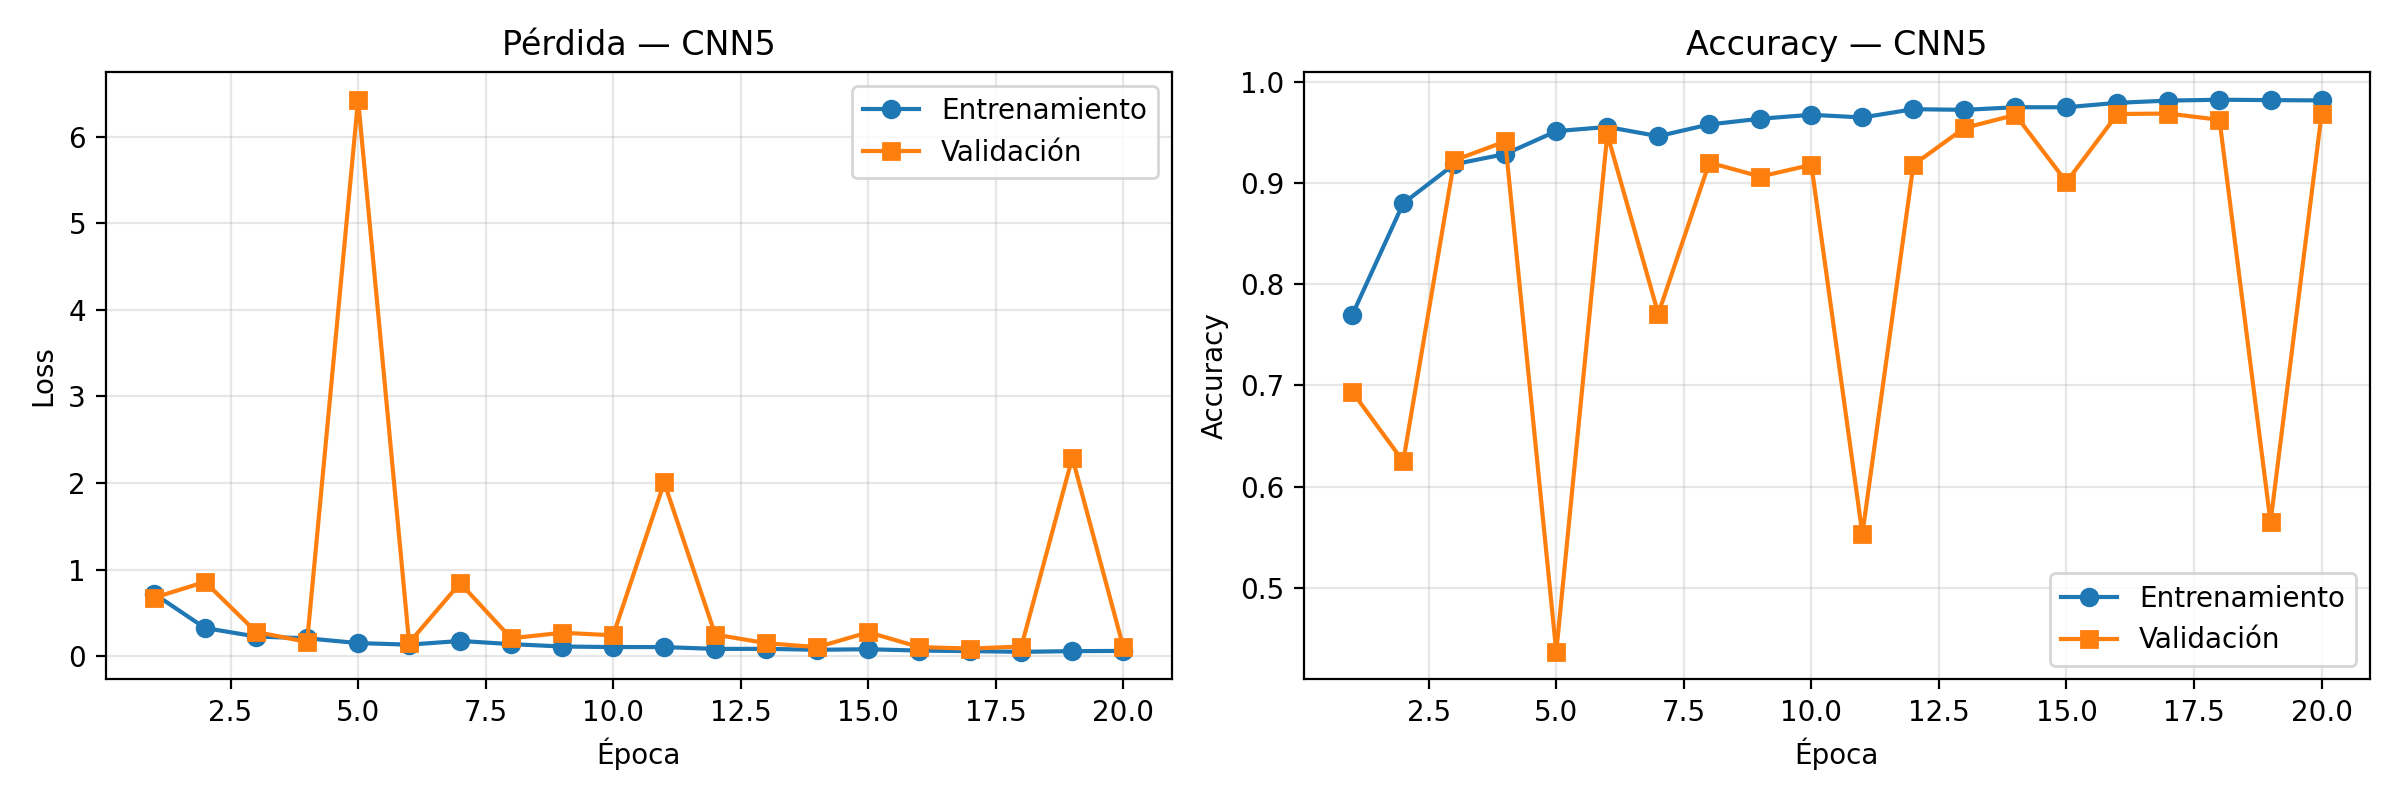 Pérdida — CNN5
Loss
6
5
4
3
2
1
0
Entrenamiento
Validación
2.5 5.0 7.5 10.0 12.5 15.0 17.5 20.0
Época
Accuracy — CNN5
Accuracy
1.0
0.9
0.8
0.7
0.6
0.5
Entrenamiento
Validación
2.5 5.0 7.5 10.0 12.5 15.0 17.5 20.0
Época